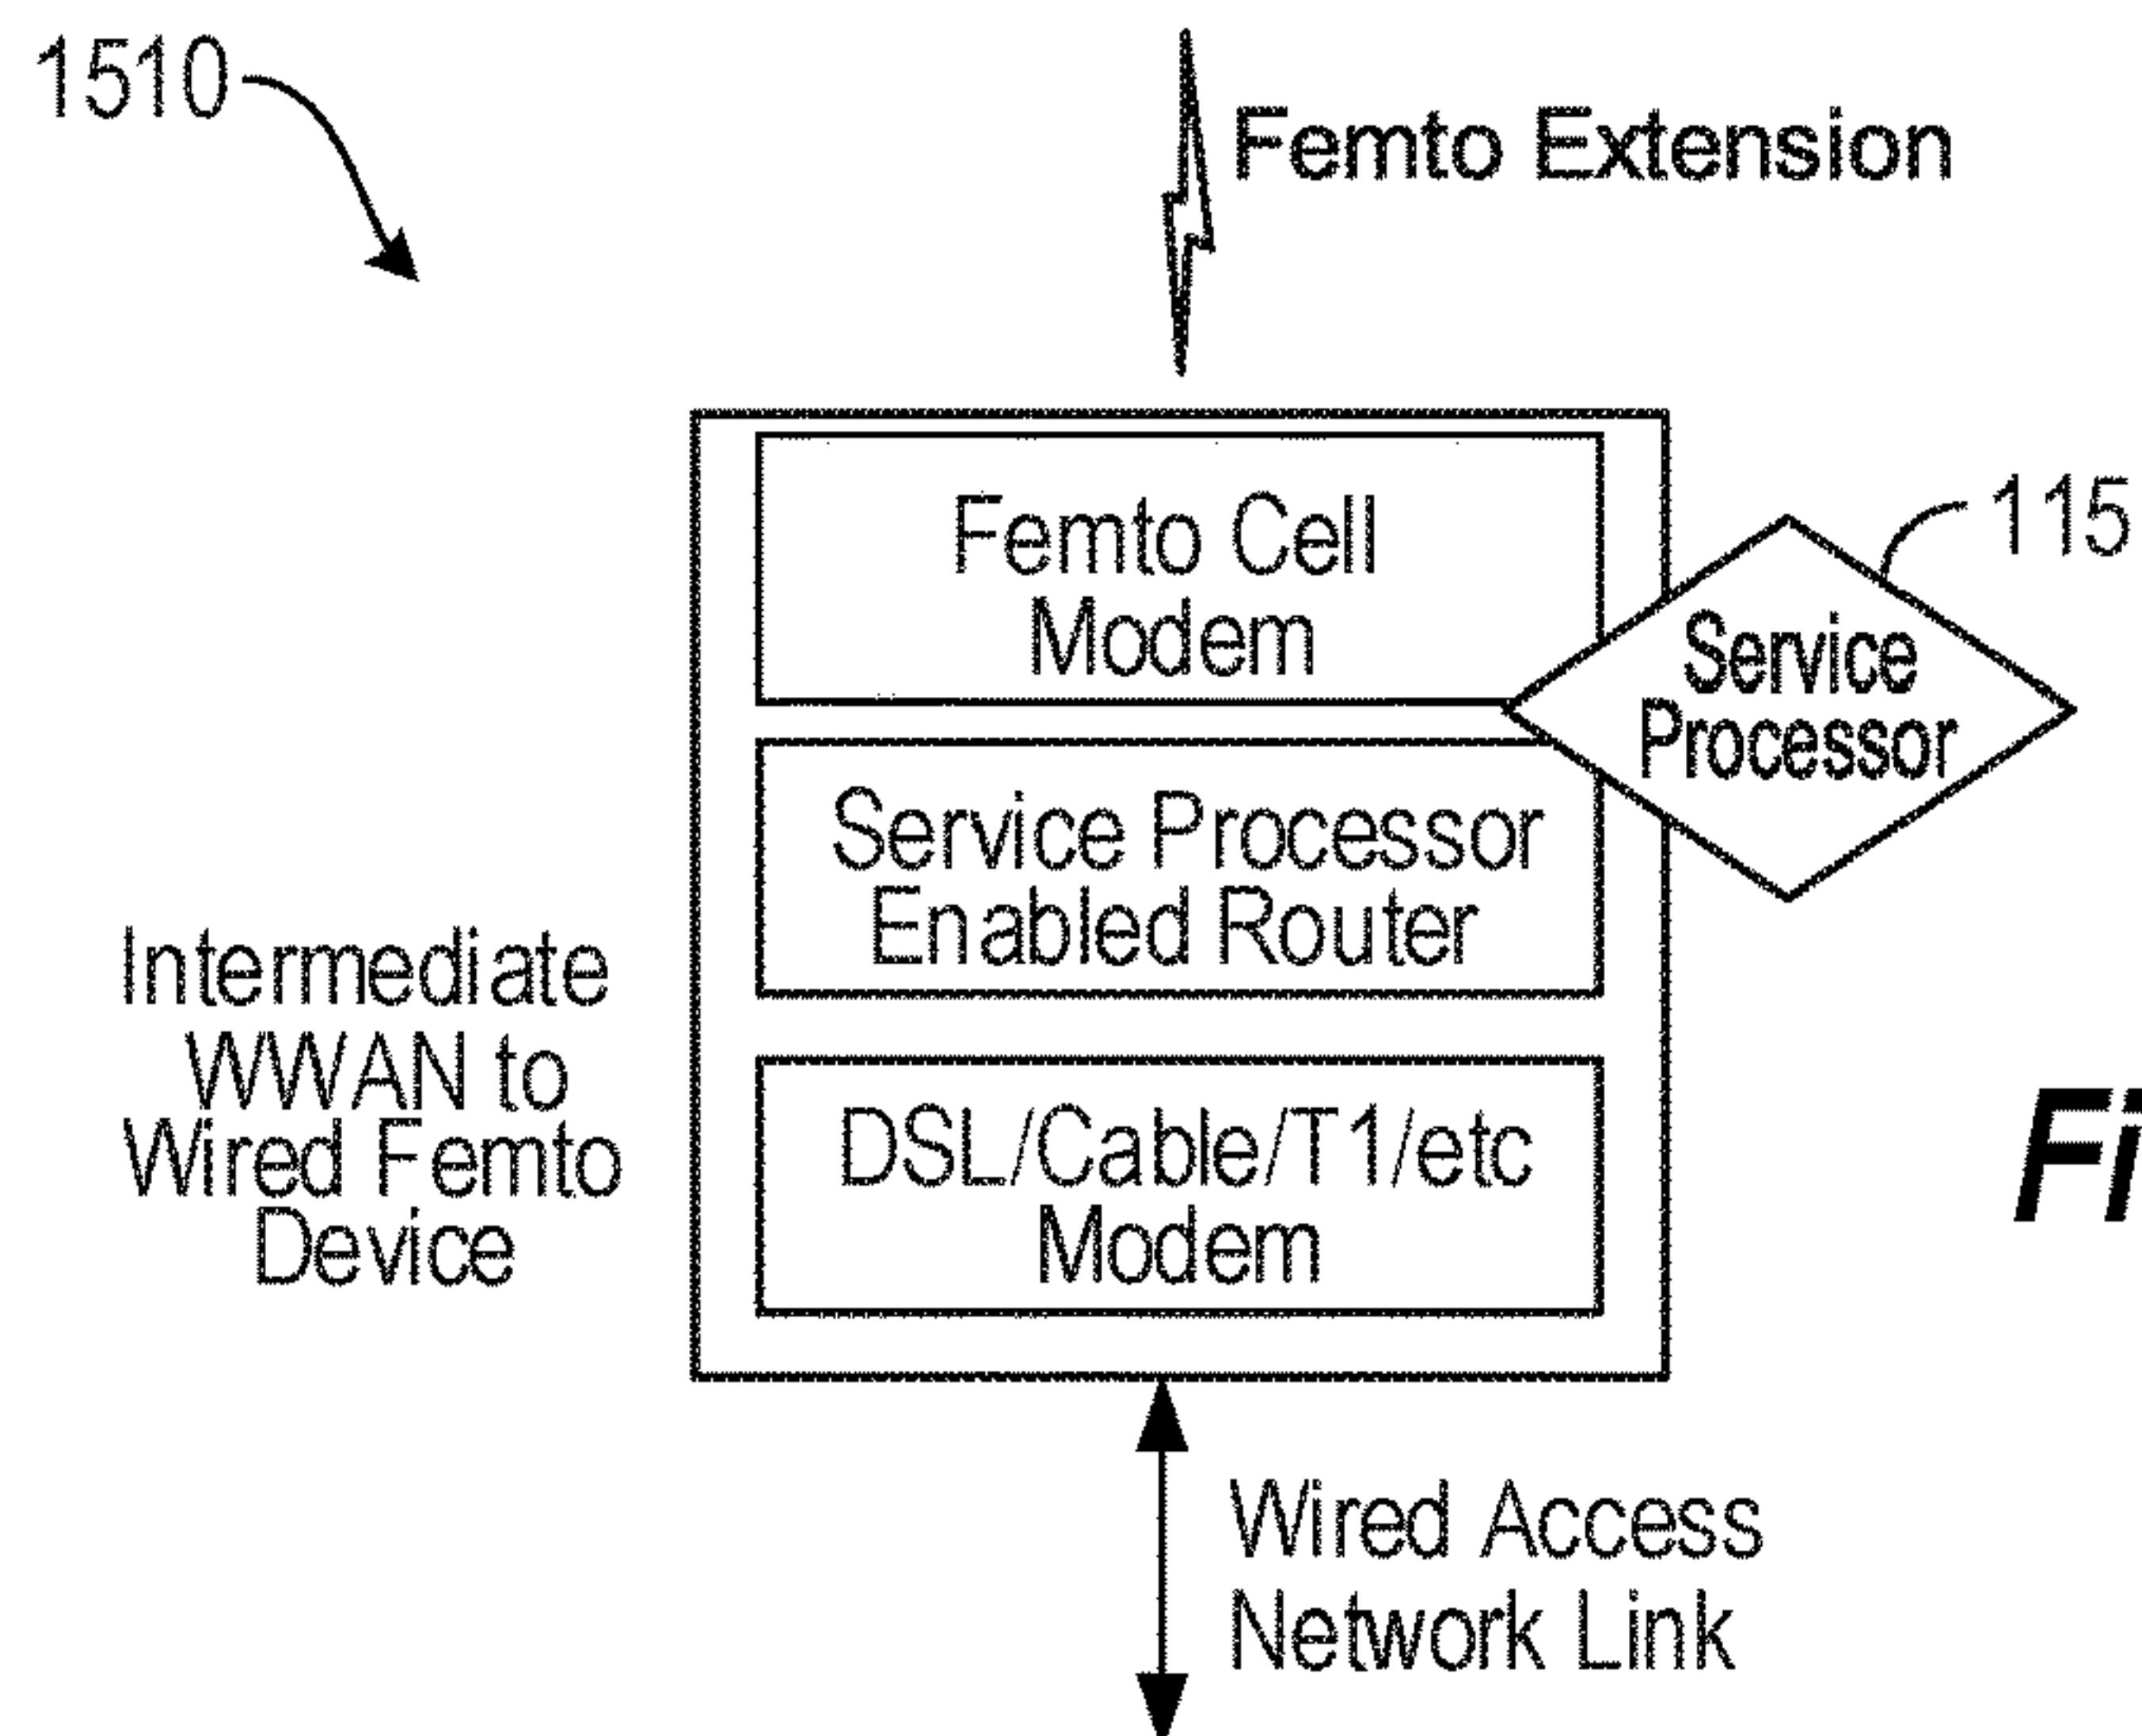 1510
Femto Extension
Femto Cell
Modem
115
Service
Processor
Service Processor
Enabled Router
Intermediate
WWAN to
Wired Femto
Device
DSL/Cable/T1/etc
Modem
Wired Access
Network Link